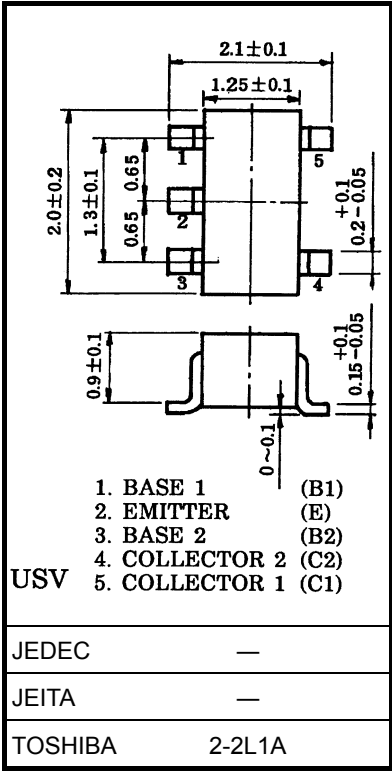 2.1±0.1
1.25±0.1
1
5
2
3
4
2.0±0.2
1.3±0.1
0.65
0.65
+0.1
0.2-0.05
0.9±0.1
+0.1
0.15-0.05
0~0.1
1. BASE 1 (B1)
2. EMITTER (E)
3. BASE 2 (B2)
4. COLLECTOR 2 (C2)
USV 5. COLLECTOR 1 (C1)
JEDEC —
JEITA —
TOSHIBA 2-2L1A